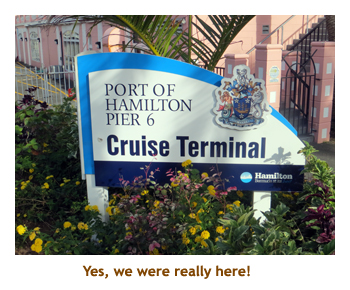 PORT OF
HAMILTON
PIER 6
Cruise Terminal
Hamilton
Yes, we were really here!